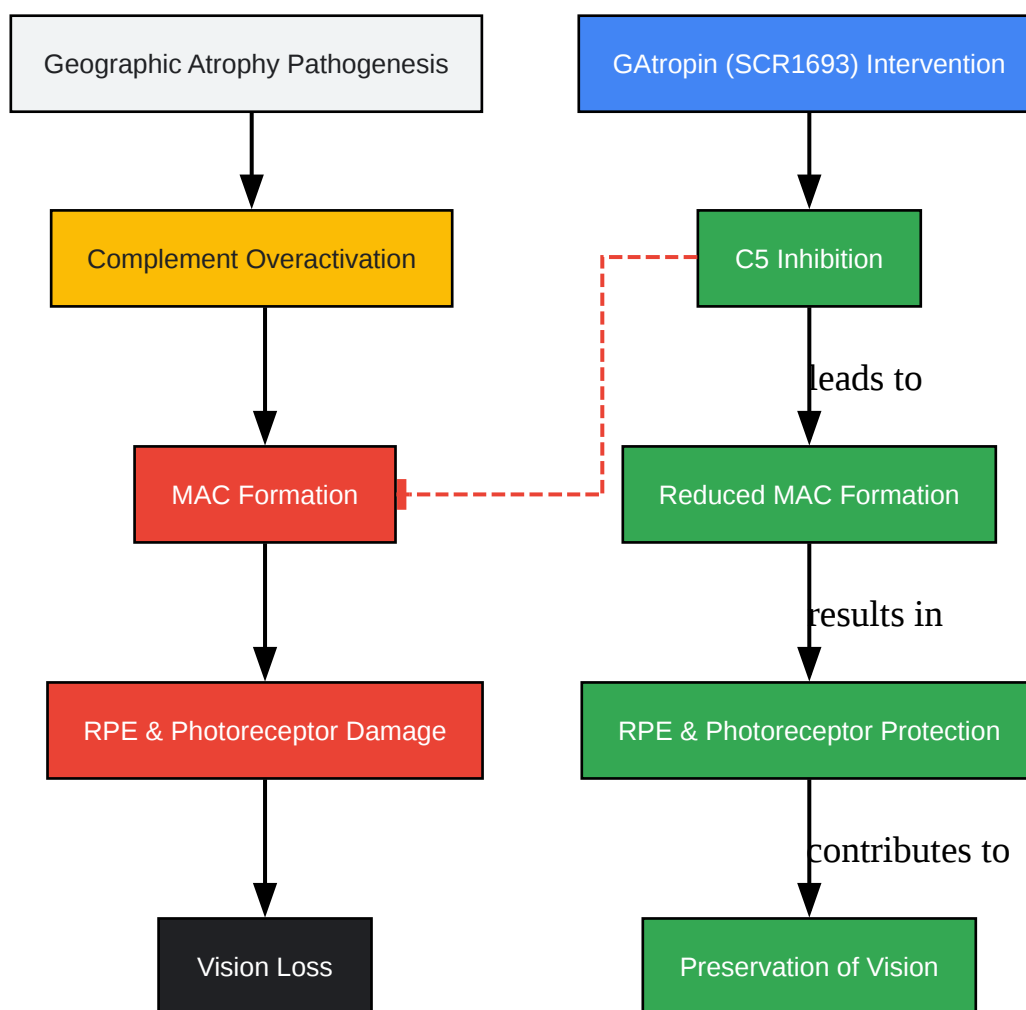 Geographic Atrophy Pathogenesis
GAtropin (SCR1693) Intervention
Complement Overactivation
C5 Inhibition
leads to
MAC Formation
Reduced MAC Formation
results in
RPE & Photoreceptor Damage
RPE & Photoreceptor Protection
contributes to
Vision Loss
Preservation of Vision